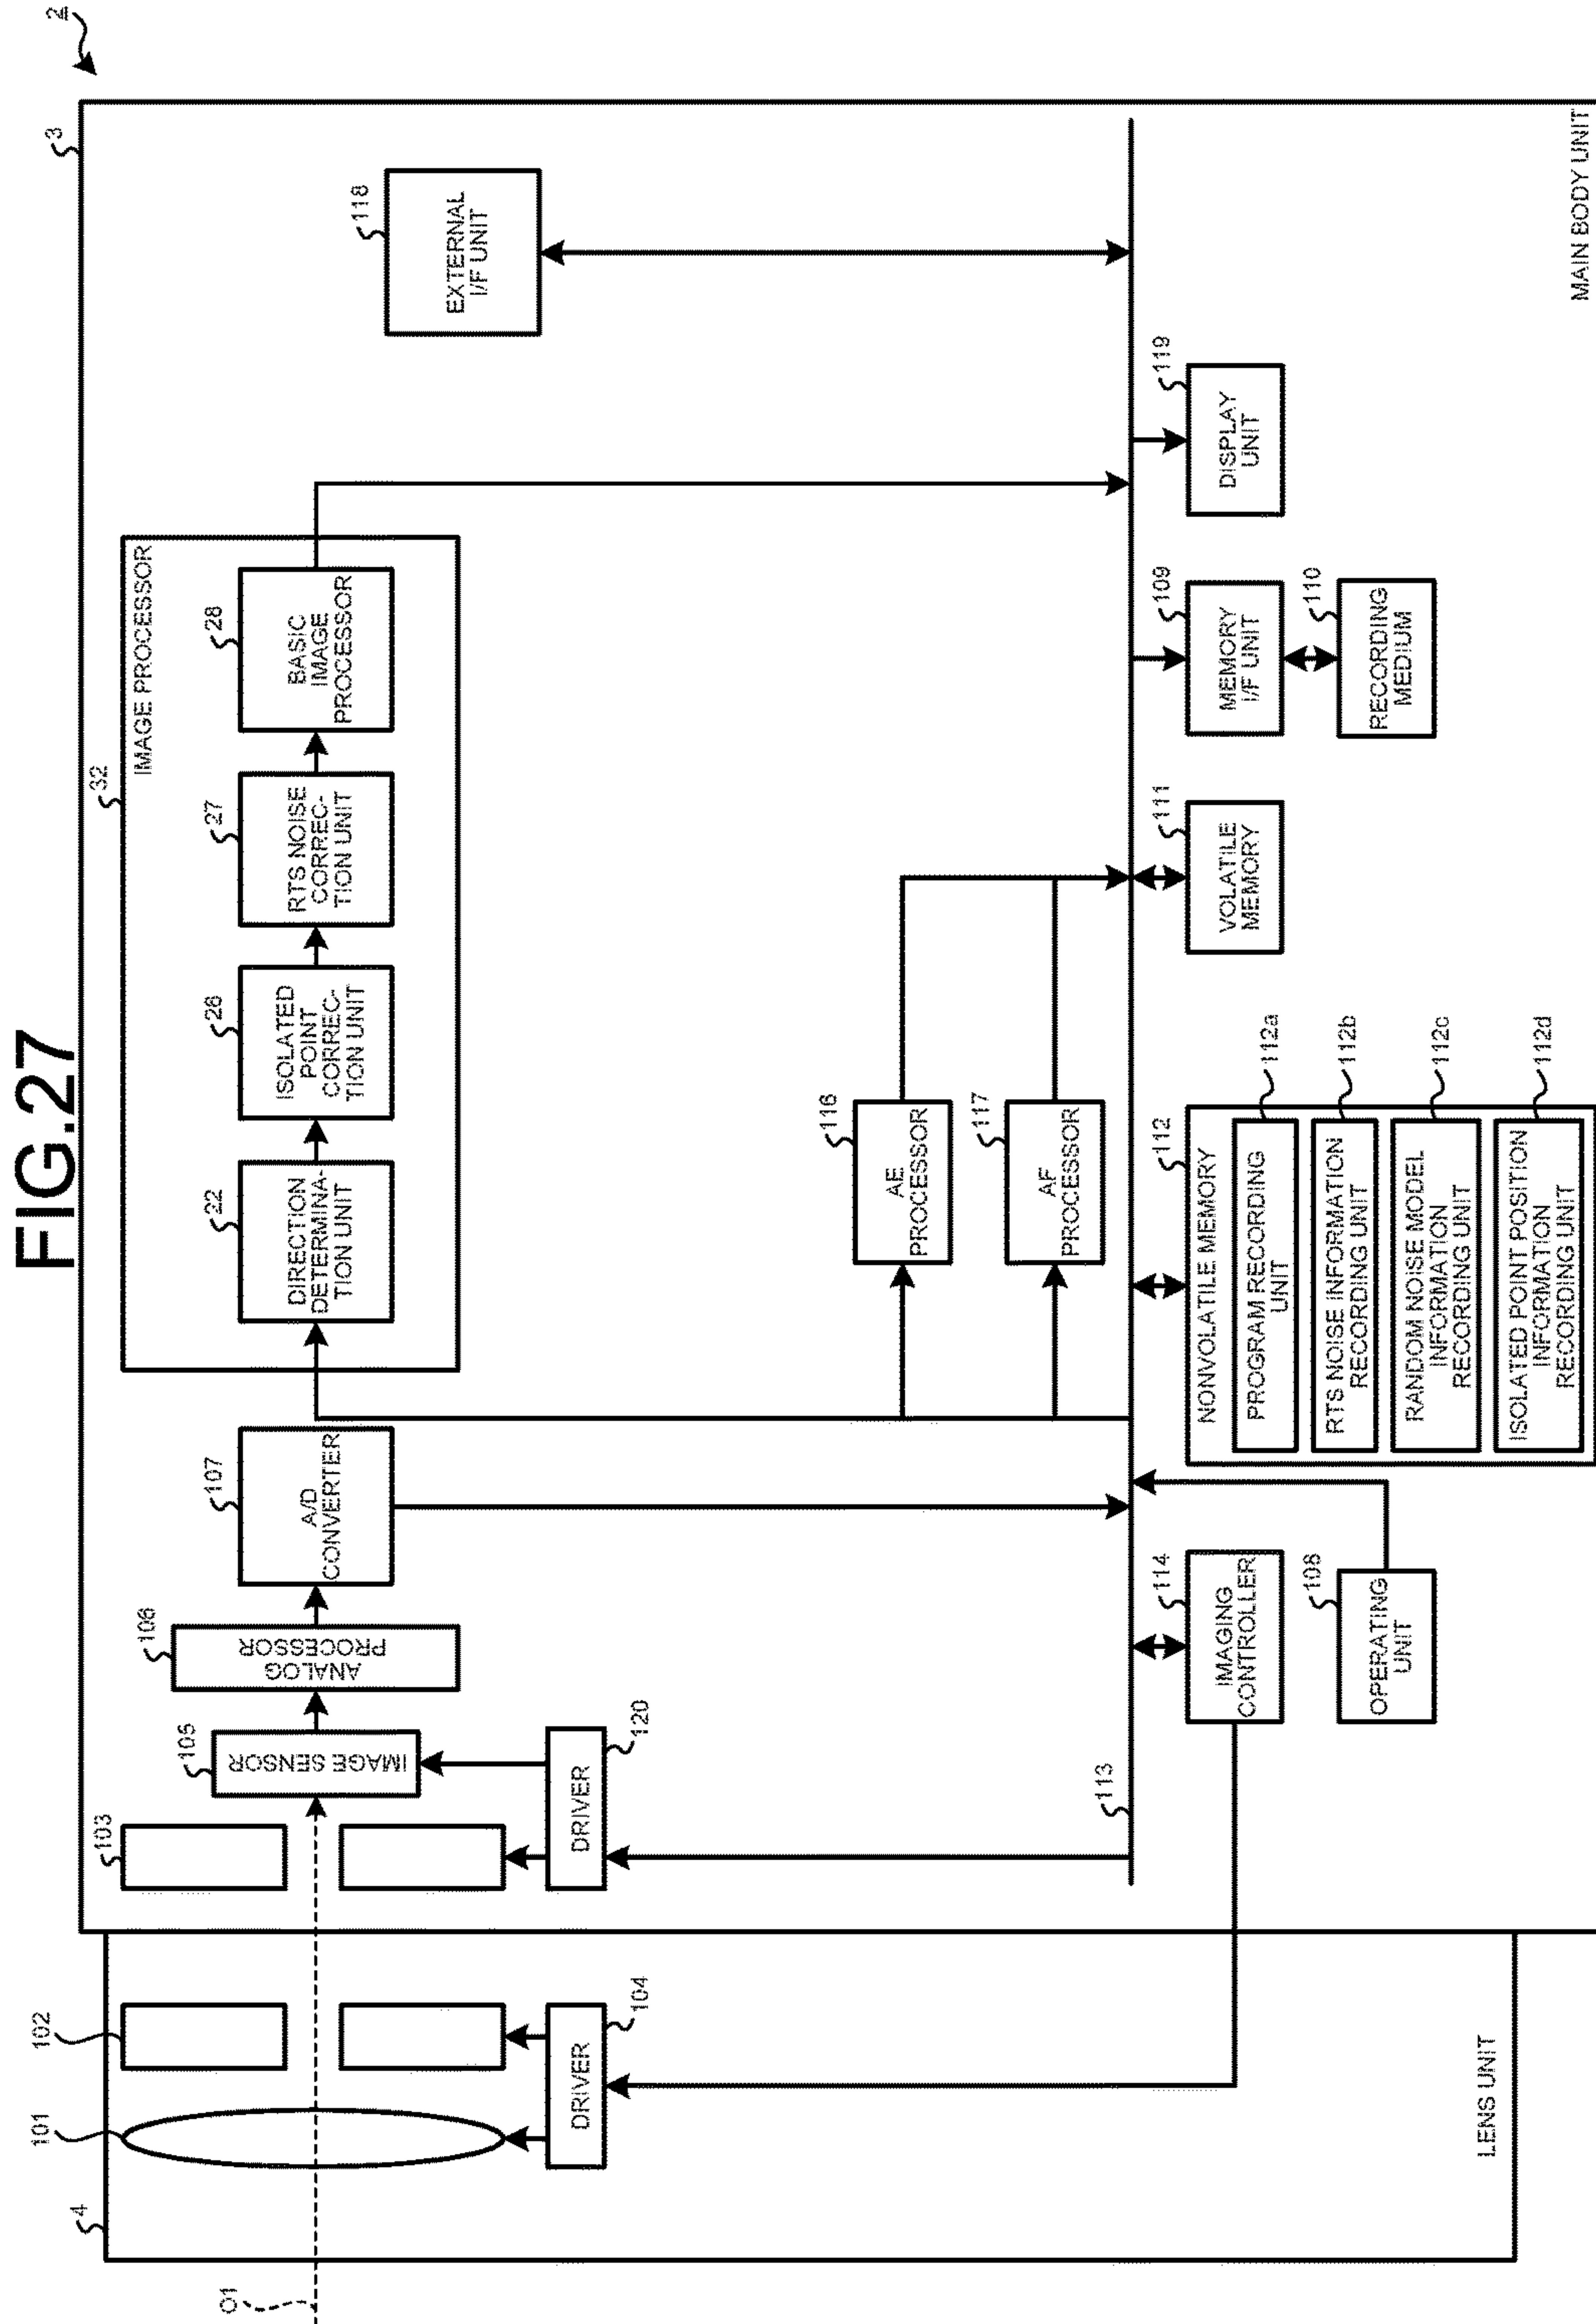 FIG.27
2
3
4
O1
101
102
104
DRIVER
LENS UNIT
103
105
IMAGE SENSOR
120
DRIVER
106
ANALOG
PROCESSOR
107
A/D
CONVERTER
32
IMAGE PROCESSOR
22
DIRECTION
DETERMINA-
TION UNIT
26
ISOLATED
POINT
CORREC-
TION UNIT
27
RTS NOISE
CORREC-
TION UNIT
28
BASIC
IMAGE
PROCESSOR
118
EXTERNAL
I/F UNIT
116
AE
PROCESSOR
117
AF
PROCESSOR
113
114
IMAGING
CONTROLLER
108
OPERATING
UNIT
112
NONVOLATILE MEMORY
PROGRAM RECORDING
UNIT
112a
RTS NOISE INFORMATION
RECORDING UNIT
112b
RANDOM NOISE MODEL
INFORMATION
RECORDING UNIT
112c
ISOLATED POINT POSITION
INFORMATION
RECORDING UNIT
112d
111
VOLATILE
MEMORY
109
MEMORY
I/F UNIT
110
RECORDING
MEDIUM
119
DISPLAY
UNIT
MAIN BODY UNIT